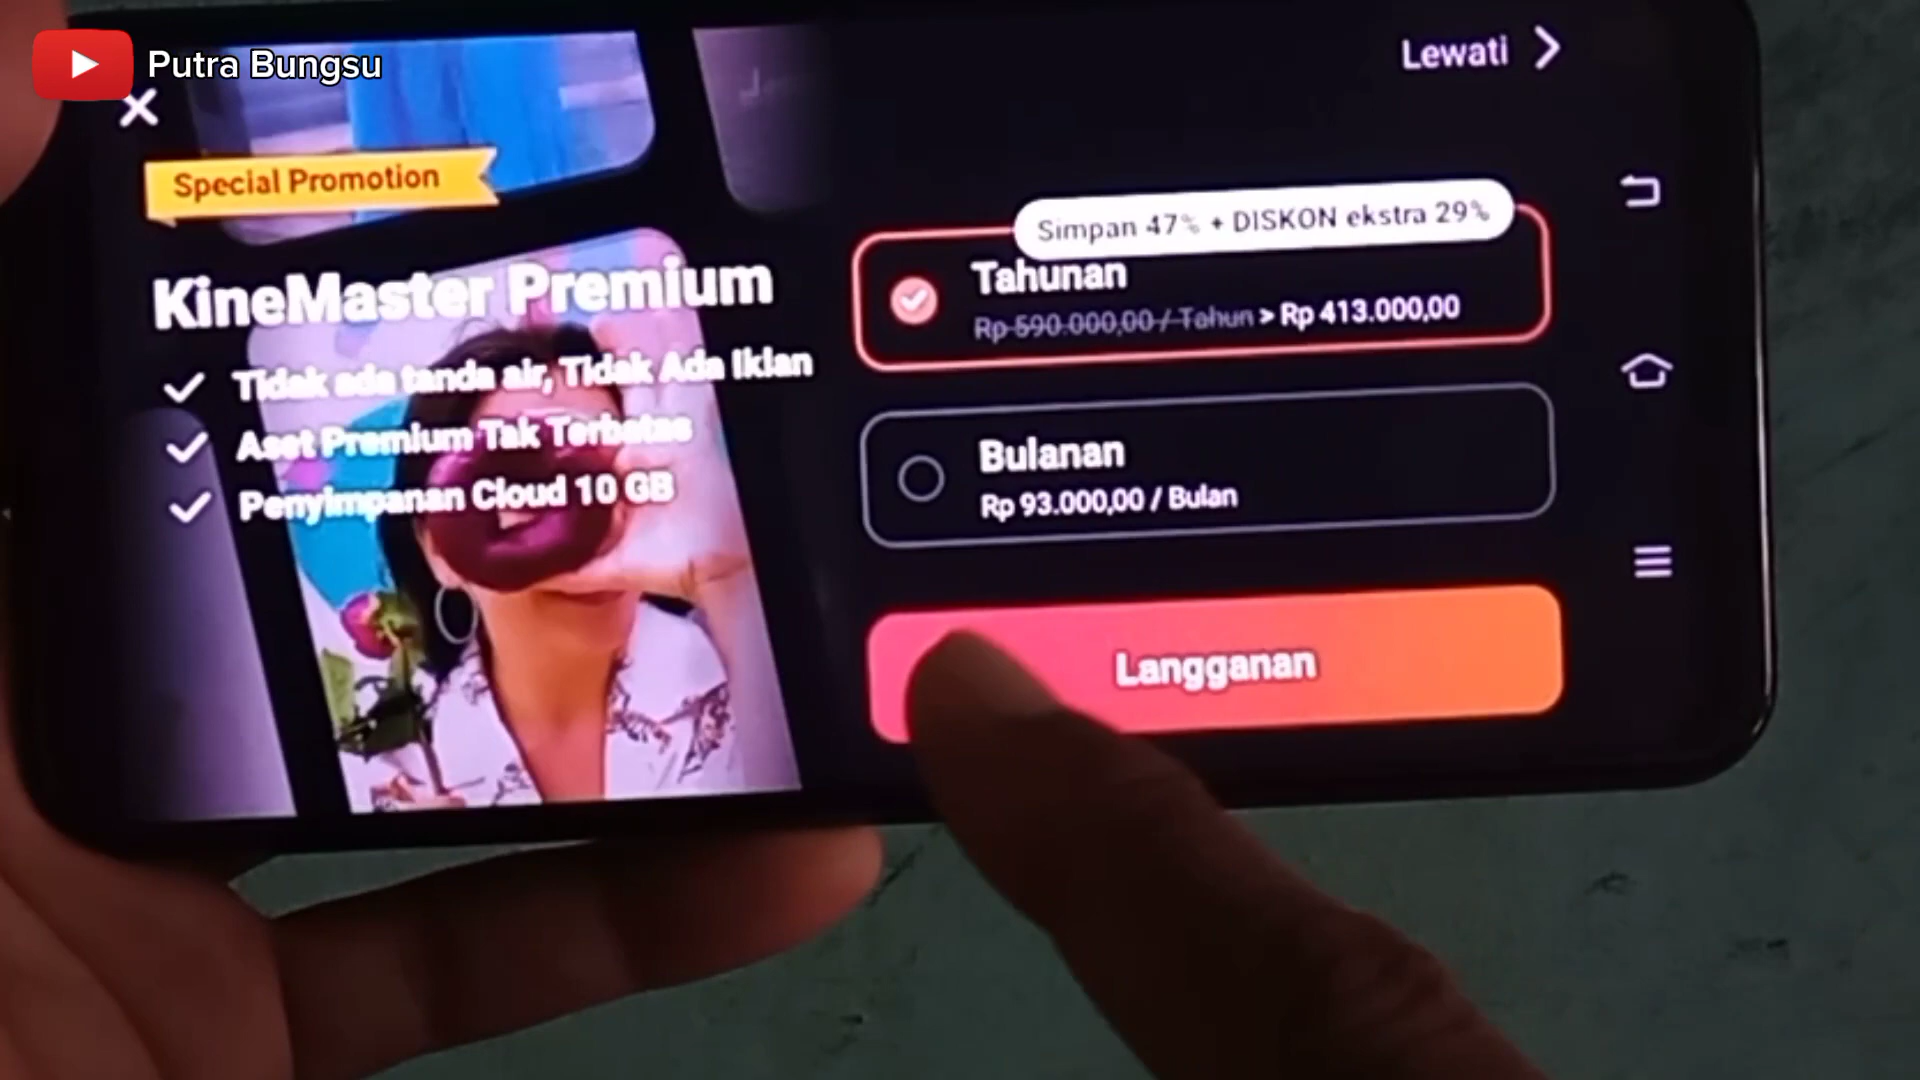 Putra Bungsu
Lewati
Special Promotion
KineMaster Premium
Tidak ada tanda air, Tidak Ada Iklan
Aset Premium Tak Terbatas
Penyimpanan Cloud 10 GB
Simpan 47% + DISKON ekstra 29%
Tahunan
Rp 590.000,00 / Tahun > Rp 413.000,00
Bulanan
Rp 93.000,00 / Bulan
Langganan